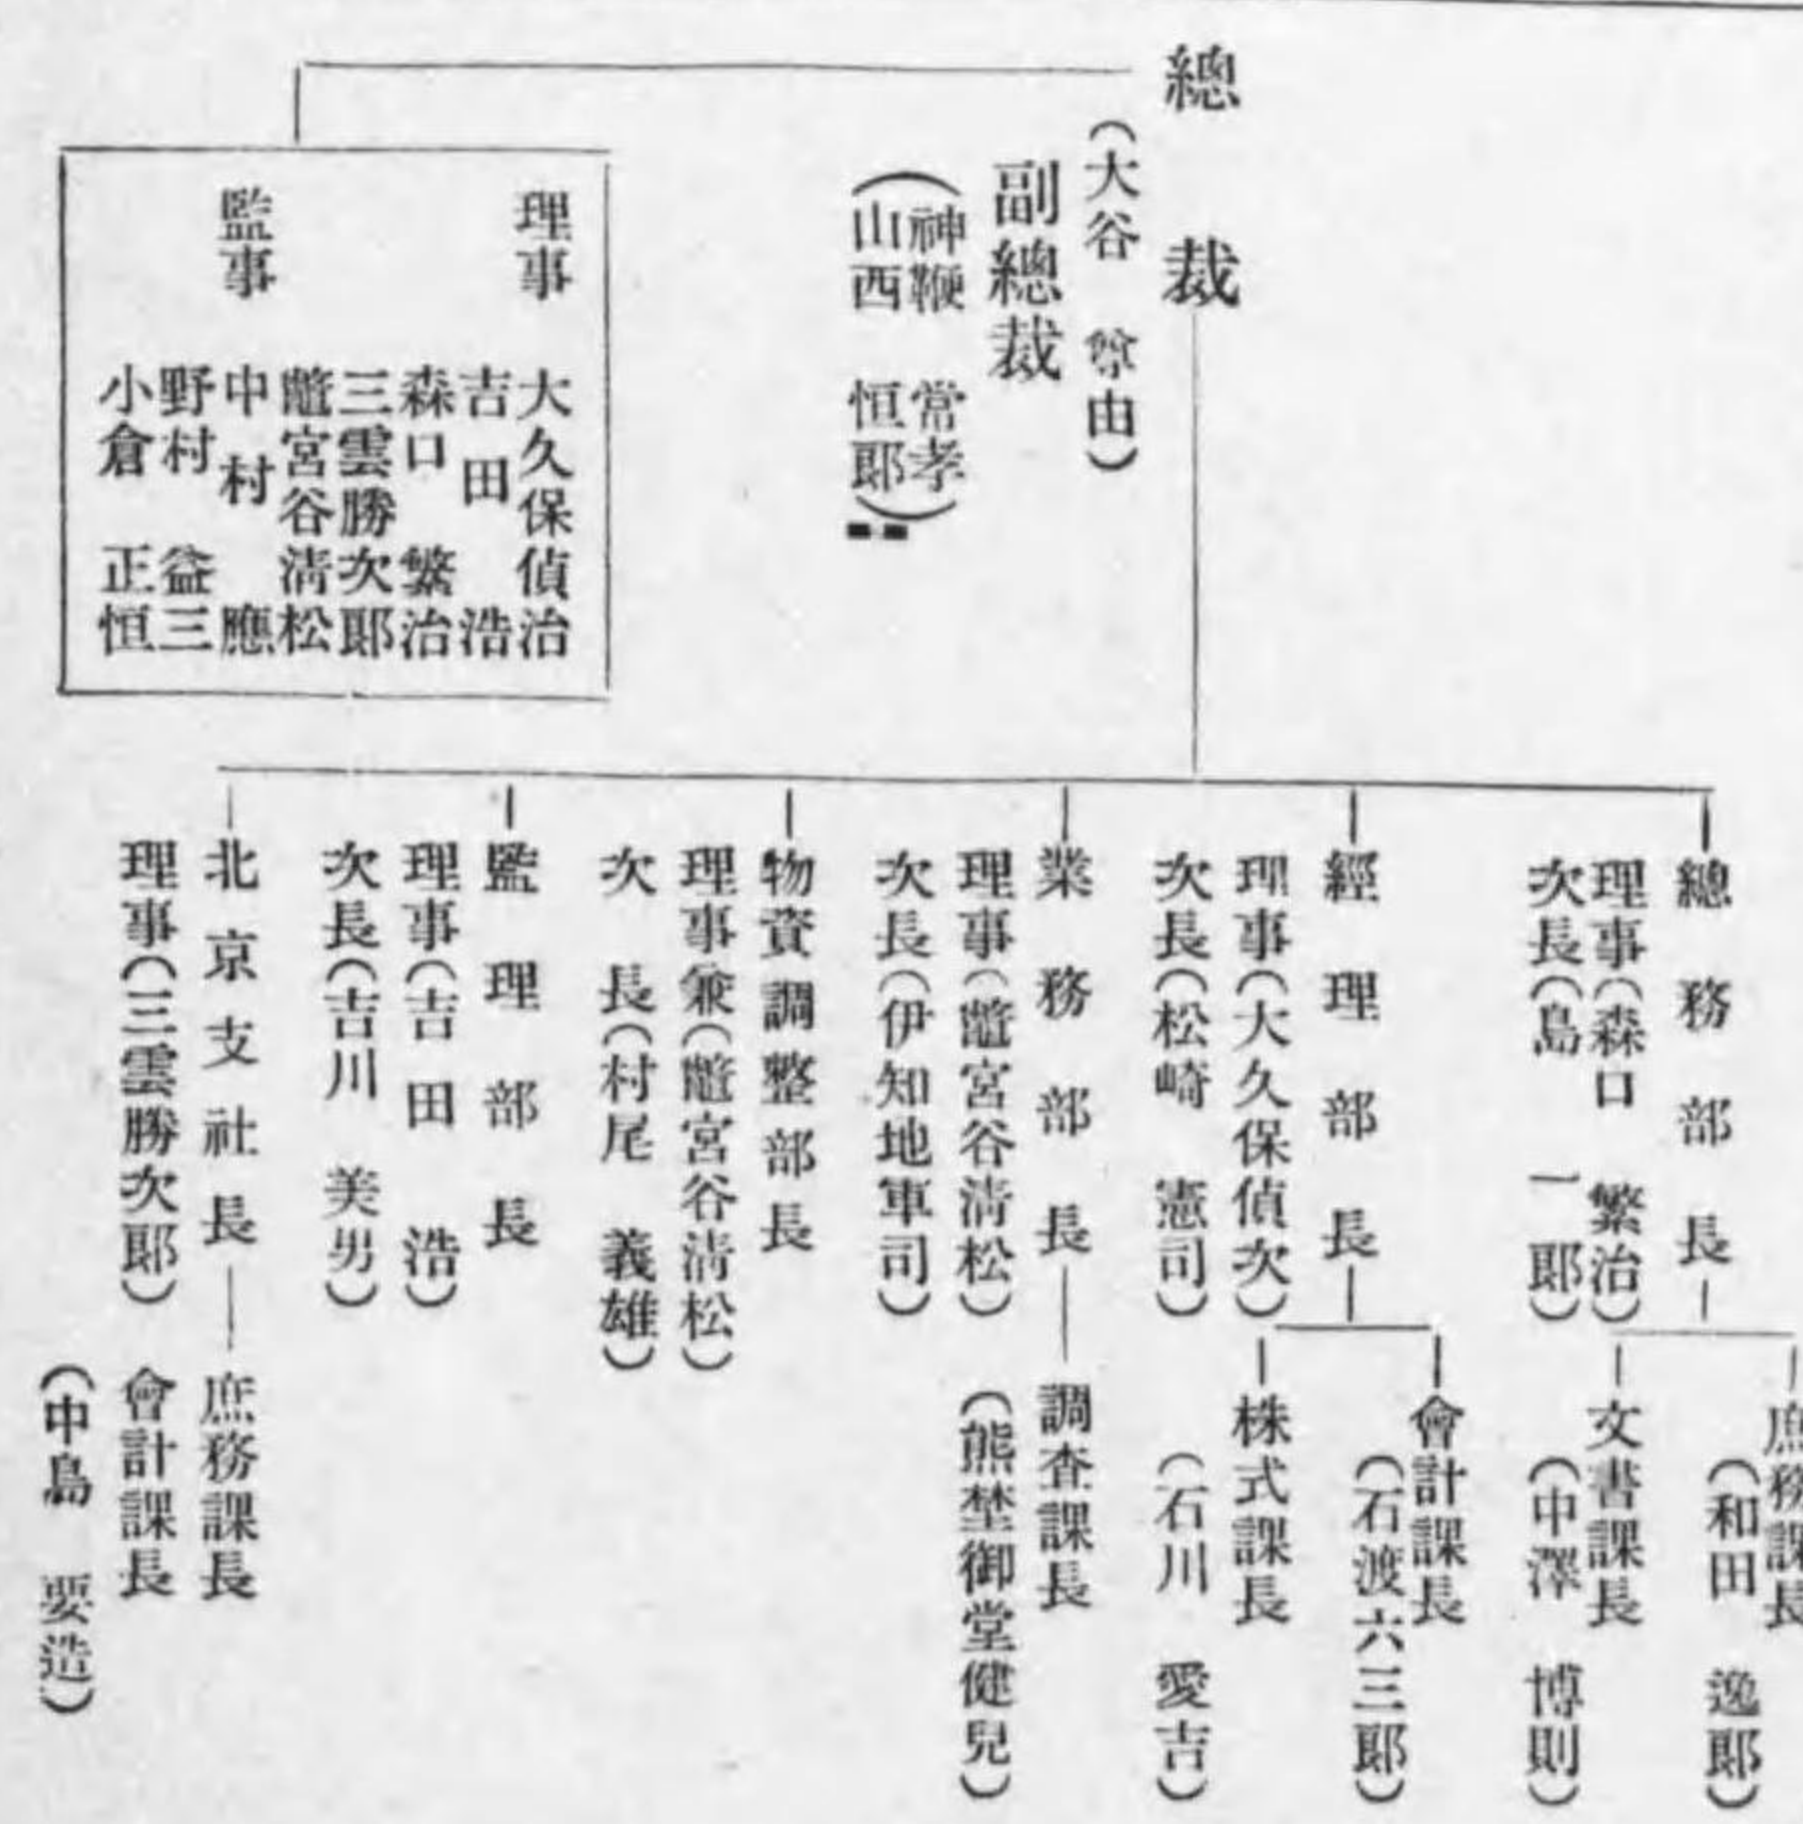 總裁
(大谷 尊由)
副總裁
(神鞭 常孝
山西 恒郎)
理事 大久保偵治
吉田 浩
森口 繁治
三雲勝次郎
宮谷淸松
監事 中村 應
野村 益三
小倉 正恒
總務部長
理事(森口 繁治)
次長(島 一郎)
庶務課長
(和田 逸郎)
文書課長
(中澤 博則)
經理部長
理事(大久保偵次)
次長(松崎 憲司)
會計課長
(石渡六三郎)
株式課長
(石川 愛吉)
業務部長
理事(宮谷淸松)
次長(伊知地軍司)
調査課長
(熊埜御堂健兒)
物資調整部長
理事兼(宮谷淸松)
次長(村尾 義雄)
監理部長
理事(吉田 浩)
次長(吉川 美男)
北京支社長
理事(三雲勝次郎)
庶務課長
會計課長
(中島 要造)